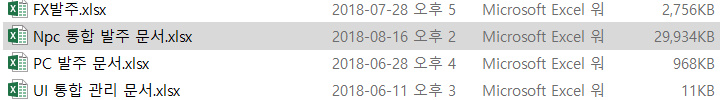 FX발주.xlsx 2018-07-28 오후 5 Microsoft Excel 워 2,756KB
Npc 통합 발주 문서.xlsx 2018-08-16 오후 2 Microsoft Excel 워 29,934KB
PC 발주 문서.xlsx 2018-06-28 오후 4 Microsoft Excel 워 968KB
UI 통합 관리 문서.xlsx 2018-06-11 오후 3 Microsoft Excel 워 11KB